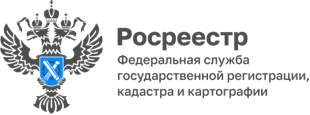 Росреестр
Федеральная служба
государственной регистрации,
кадастра и картографии